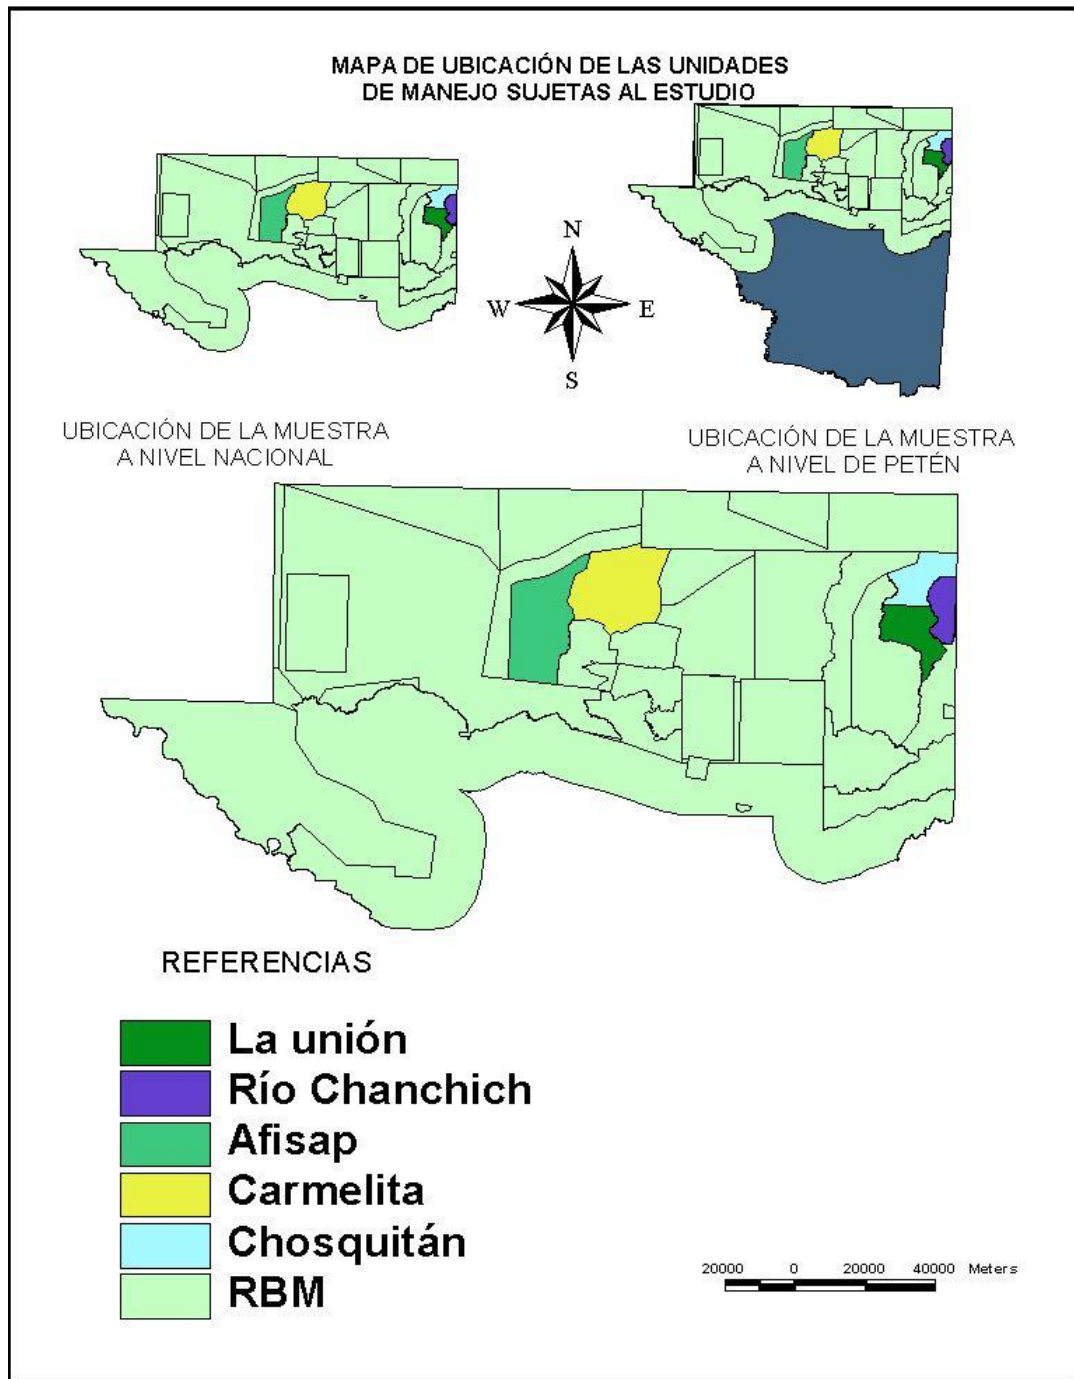 MAPA DE UBICACIÓN DE LAS UNIDADES
DE MANEJO SUJETAS AL ESTUDIO
N
W
E
S
UBICACIÓN DE LA MUESTRA
A NIVEL NACIONAL
UBICACIÓN DE LA MUESTRA
A NIVEL DE PETÉN
REFERENCIAS
La unión
Río Chanchich
Afisap
Carmelita
Chosquitán
RBM
20000 0 20000 40000 Meters